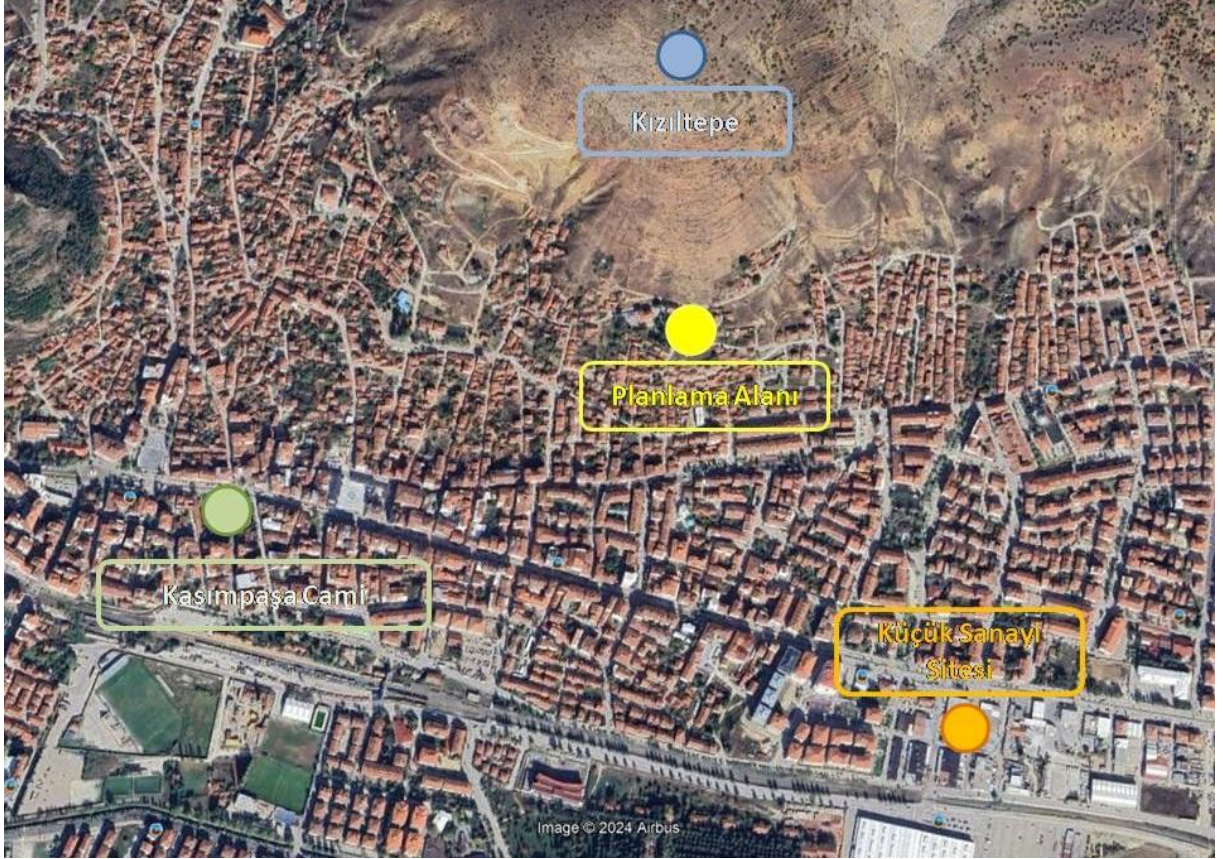 Kızıltepe
Planlama Alanı
Kasımpaşa Cami
Küçük Sanayi
Sitesi
Image © 2024 Airbus